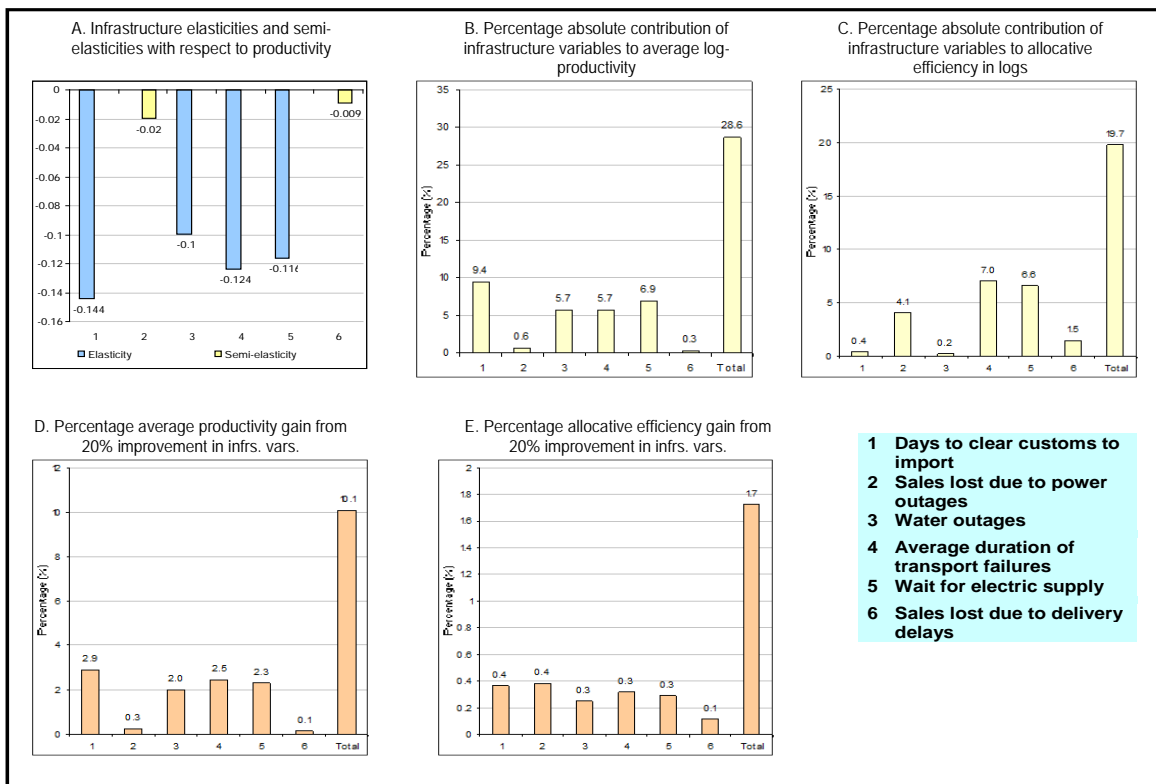 A. Infrastructure elasticities and semi-
elasticities with respect to productivity
0
-0.02
-0.04
-0.06
-0.08
-0.1
-0.12
-0.14
-0.16
-0.144
-0.02
-0.1
-0.124
-0.116
-0.009
1 2 3 4 5 6
Elasticity Semi-elasticity
B. Percentage absolute contribution of
infrastructure variables to average log-
productivity
Percentage (%)
35
30
25
20
15
10
5
0
9.4
0.6
5.7
5.7
6.9
0.3
28.6
1 2 3 4 5 6 Total
C. Percentage absolute contribution of
infrastructure variables to allocative
efficiency in logs
Percentage (%)
25
20
15
10
5
0
0.4
4.1
0.2
7.0
6.6
1.5
19.7
1 2 3 4 5 6 Total
D. Percentage average productivity gain from
20% improvement in infrs. vars.
Percentage (%)
12
10
8
6
4
2
0
2.9
0.3
2.0
2.5
2.3
0.1
10.1
1 2 3 4 5 6 Total
E. Percentage allocative efficiency gain from
20% improvement in infrs. vars.
Percentage (%)
2
1.8
1.6
1.4
1.2
1
0.8
0.6
0.4
0.2
0
0.4
0.4
0.3
0.3
0.3
0.1
1.7
1 2 3 4 5 6 Total
1 Days to clear customs to
import
2 Sales lost due to power
outages
3 Water outages
4 Average duration of
transport failures
5 Wait for electric supply
6 Sales lost due to delivery
delays